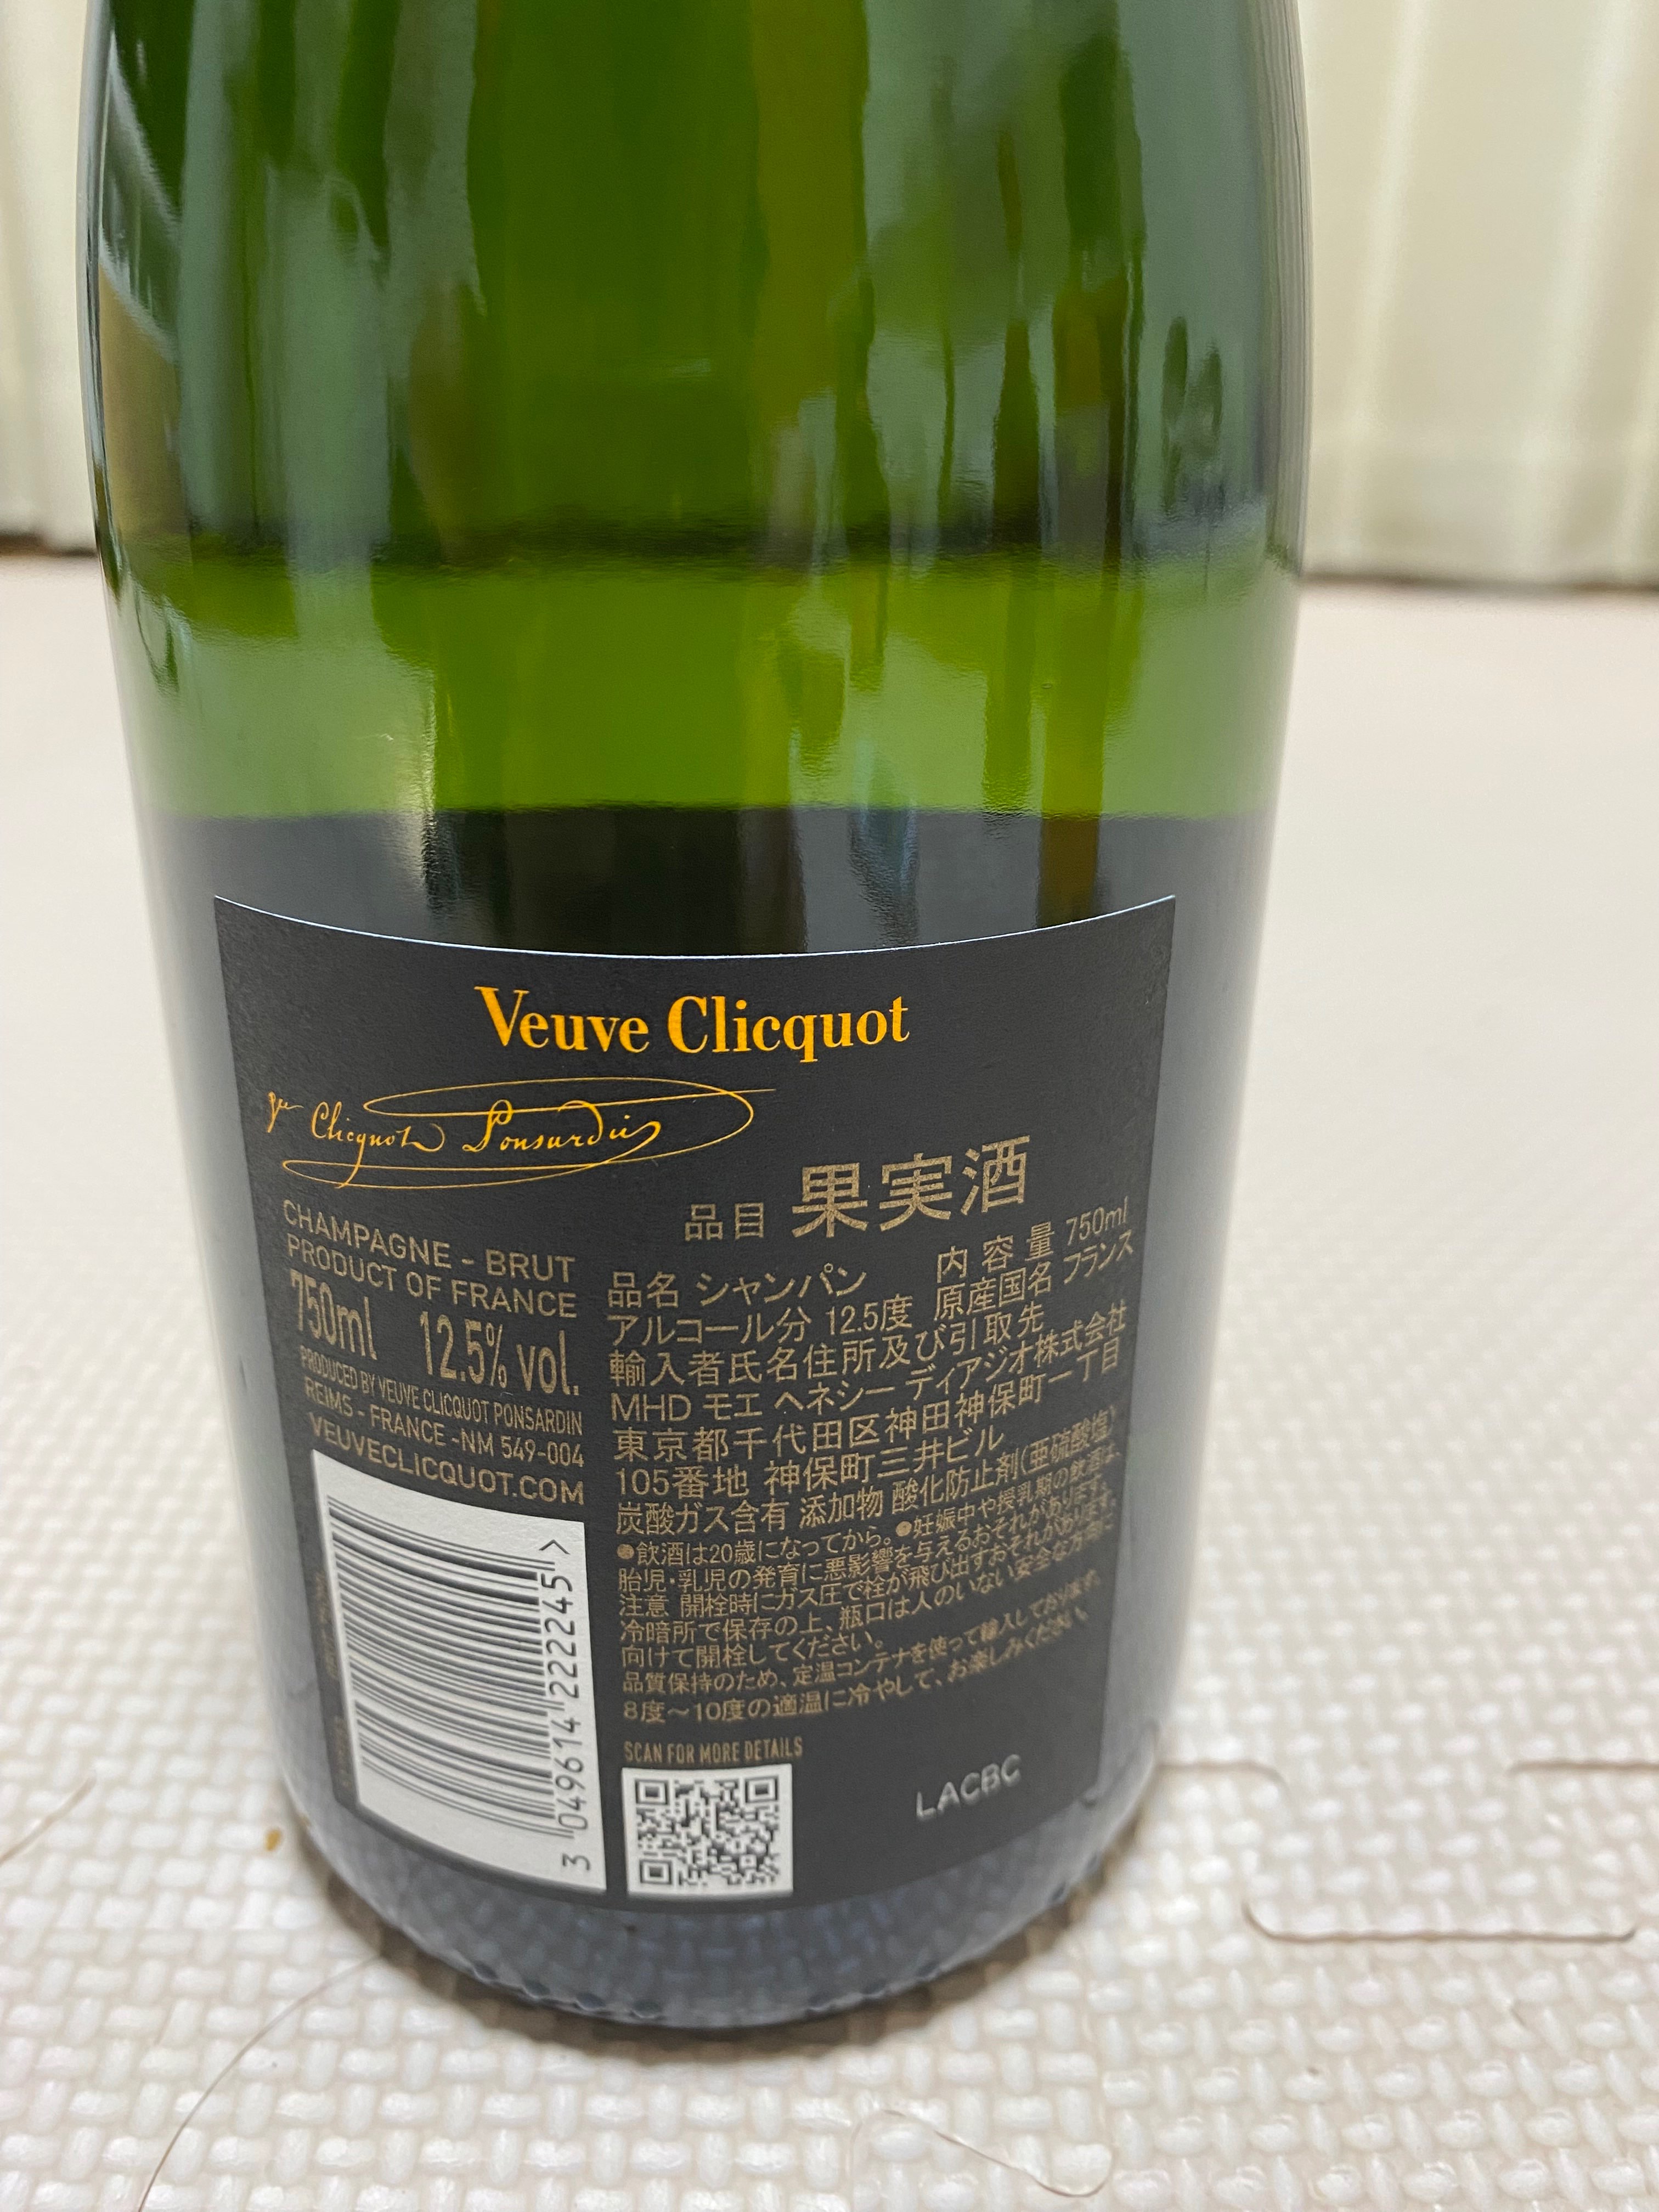 Veuve Clicquot
Clicquot Ponsardin
CHAMPAGNE - BRUT
PRODUCT OF FRANCE
750ml 12.5% vol.
PRODUCED BY VEUVE CLICQUOT PONSARDIN
REIMS - FRANCE -NM 549-004
VEUVECLICQUOT.COM
3 049614 222245 >
品目 果実酒
品名 シャンパン 内容量 750ml
アルコール分 12.5度 原産国名 フランス
輸入者氏名住所及び引取先
MHD モエ ヘネシー ディアジオ株式会社
東京都千代田区神田神保町一丁目
105番地 神保町三井ビル
炭酸ガス含有 添加物 酸化防止剤(亜硫酸塩)
●飲酒は20歳になってから。●妊娠中や授乳期の飲酒は、
胎児・乳児の発育に悪影響を与えるおそれがあります。
注意 開栓時にガス圧で栓が飛び出すおそれがあります。
冷暗所で保存の上、瓶口は人のいない安全な方向に
向けて開栓してください。
品質保持のため、定温コンテナを使って輸入しております。
8度～10度の適温に冷やして、お楽しみください。
SCAN FOR MORE DETAILS
LACBC